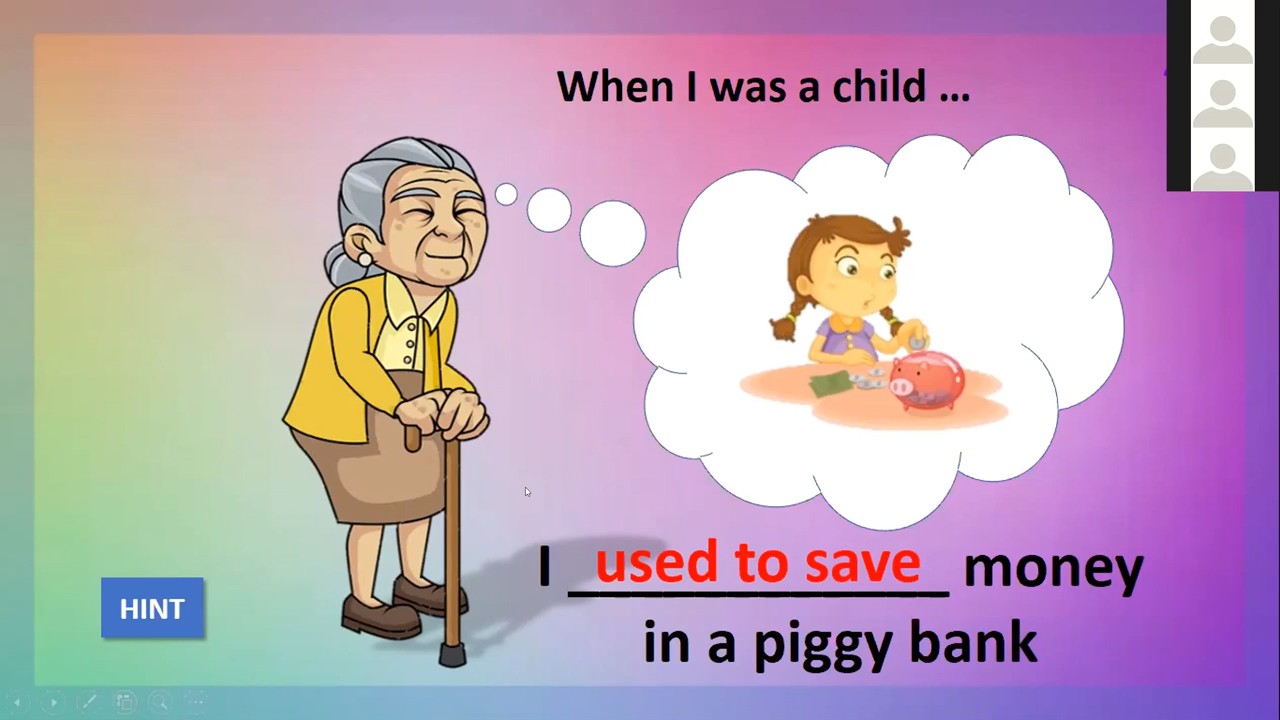 When I was a child ...
I used to save money
in a piggy bank
HINT